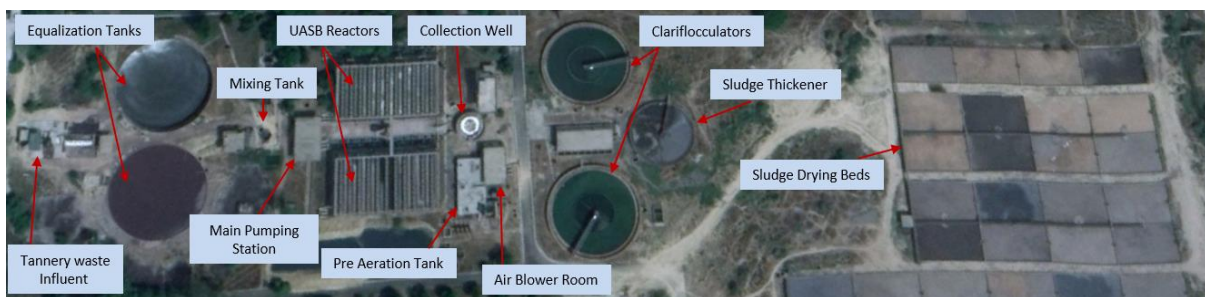 Equalization Tanks
UASB Reactors
Collection Well
Clariflocculators
Mixing Tank
Sludge Thickener
Sludge Drying Beds
Main Pumping
Station
Tannery waste
Influent
Pre Aeration Tank
Air Blower Room